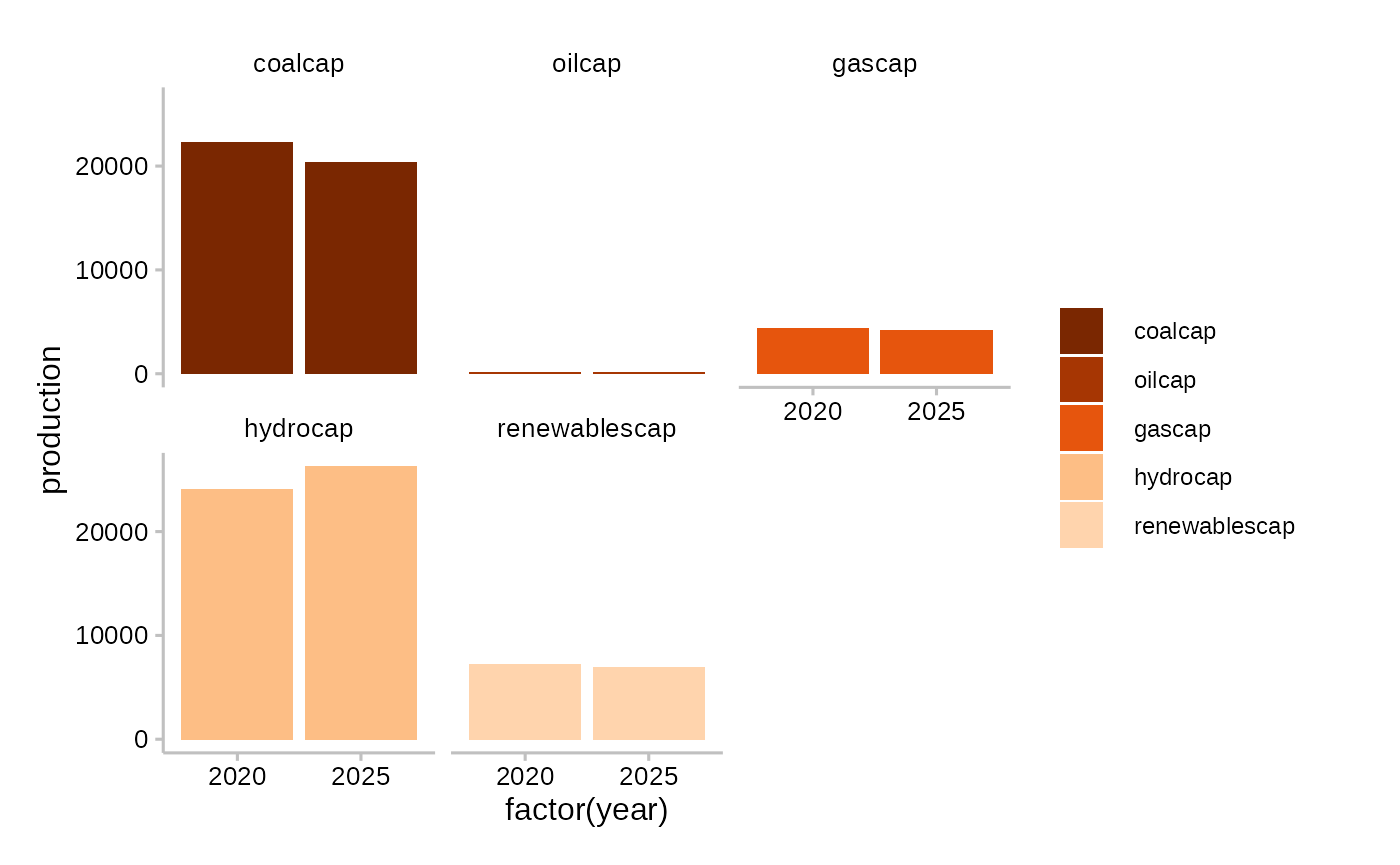 coalcap
oilcap
gascap
20000
10000
0
2020
2025
hydrocap
renewablescap
production
20000
10000
0
2020
2025
2020
2025
factor(year)
coalcap
oilcap
gascap
hydrocap
renewablescap